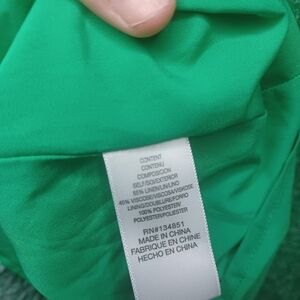 CONTENT
CONTENU
COMPOSICION
SELF/SOI/EXTERIOR
55% LINEN/LIN/LINO
45% VISCOSE/VISCOSA/VISCOSE
LINING/DOUBLURE/FORRO
100% POLYESTER/
POLYESTER/POLIESTER
RN#134851
MADE IN CHINA
FABRIQUE EN CHINE
HECHO EN CHINA